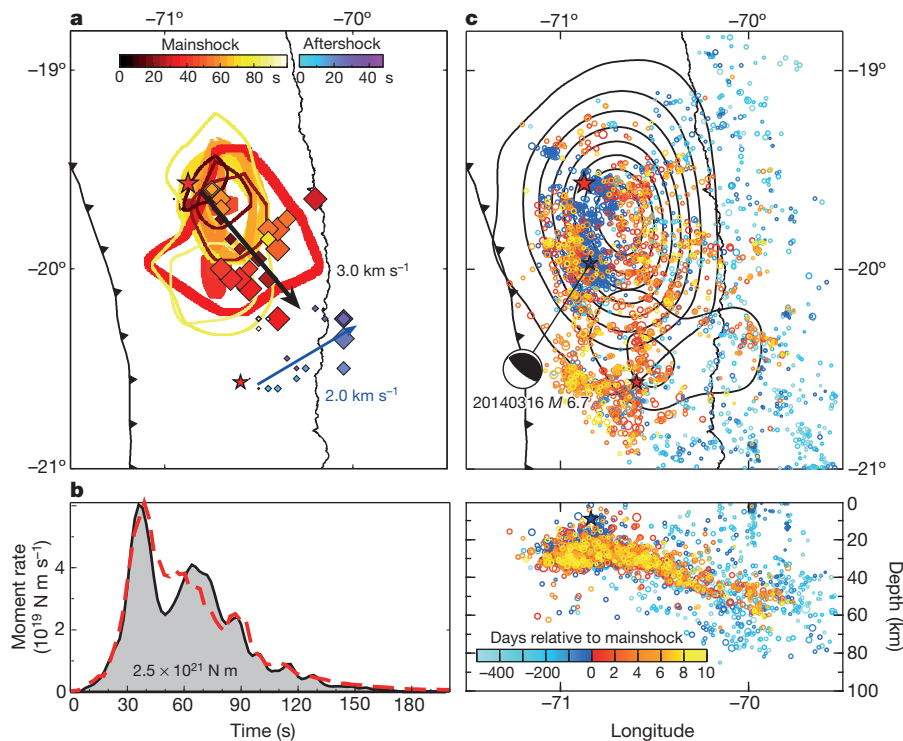 a
−71° −70°
Mainshock Aftershock
0 20 40 60 80 s 0 20 40 s
−19°
−20°
−21°
3.0 km s⁻¹
2.0 km s⁻¹
c
−71° −70°
−19°
−20°
−21°
20140316 M 6.7
b
Moment rate
(10¹⁹ N m s⁻¹)
4
2
0
2.5 × 10²¹ N m
0 30 60 90 120 150 180
Time (s)
0
20
40
60
80
100
Depth (km)
Days relative to mainshock
−400 −200 0 2 4 6 8 10
−71° −70°
Longitude